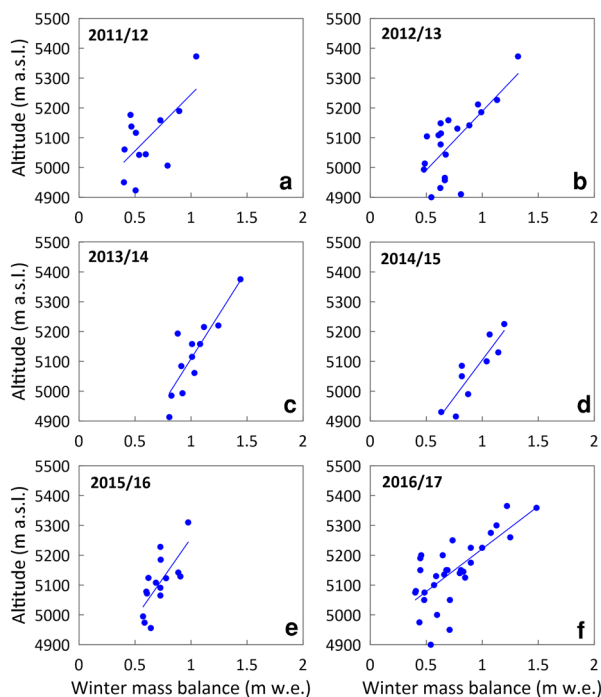 5500 5500
2011/12 2012/13
5400 5400
5300 5300
5200 5200
5100 5100
5000 5000
4900 4900
Altitude (m a.s.l.)
a b
0 0.5 1 1.5 2 0 0.5 1 1.5 2
5500 5500
2013/14 2014/15
5400 5400
5300 5300
5200 5200
5100 5100
5000 5000
4900 4900
Altitude (m a.s.l.)
c d
0 0.5 1 1.5 2 0 0.5 1 1.5 2
5500 5500
2015/16 2016/17
5400 5400
5300 5300
5200 5200
5100 5100
5000 5000
4900 4900
Altitude (m a.s.l.)
e f
0 0.5 1 1.5 2 0 0.5 1 1.5 2
Winter mass balance (m w.e.) Winter mass balance (m w.e.)